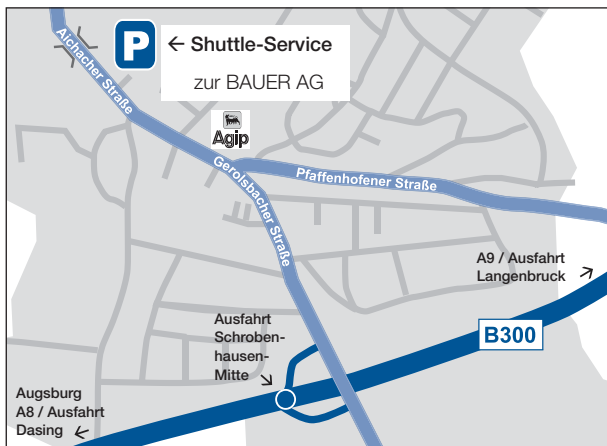 Aichacher Straße
P
← Shuttle-Service
zur BAUER AG
Agip
Gerolsbacher Straße
Pfaffenhofener Straße
A9 / Ausfahrt
Langenbruck
Ausfahrt
Schroben-
hausen-
Mitte
B300
Augsburg
A8 / Ausfahrt
Dasing